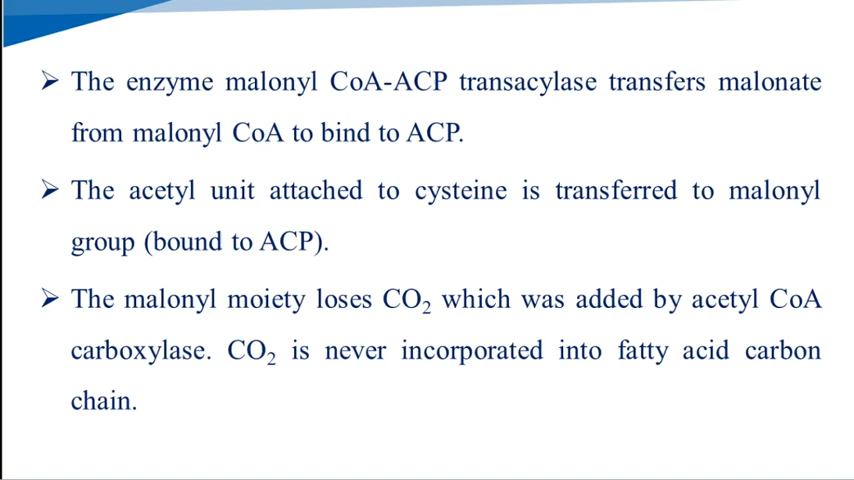 ➢ The enzyme malonyl CoA-ACP transacylase transfers malonate
from malonyl CoA to bind to ACP.
➢ The acetyl unit attached to cysteine is transferred to malonyl
group (bound to ACP).
➢ The malonyl moiety loses CO₂ which was added by acetyl CoA
carboxylase. CO₂ is never incorporated into fatty acid carbon
chain.